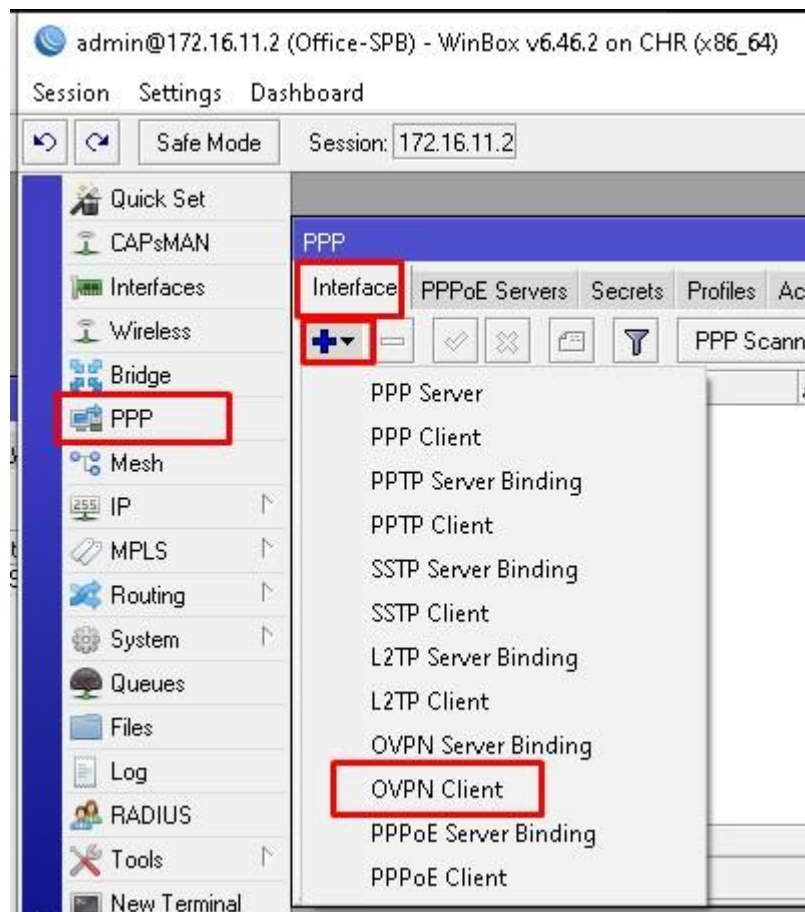 admin@172.16.11.2 (Office-SPB) - WinBox v6.46.2 on CHR (x86_64)
Session Settings Dashboard
Safe Mode Session: 172.16.11.2
Quick Set
CAPsMAN
Interfaces
Wireless
Bridge
PPP
Mesh
IP
MPLS
Routing
System
Queues
Files
Log
RADIUS
Tools
New Terminal
PPP
Interface PPPoE Servers Secrets Profiles
PPP
PPP Server
PPP Client
PPTP Server Binding
PPTP Client
SSTP Server Binding
SSTP Client
L2TP Server Binding
L2TP Client
OVPN Server Binding
OVPN Client
PPPoE Server Binding
PPPoE Client